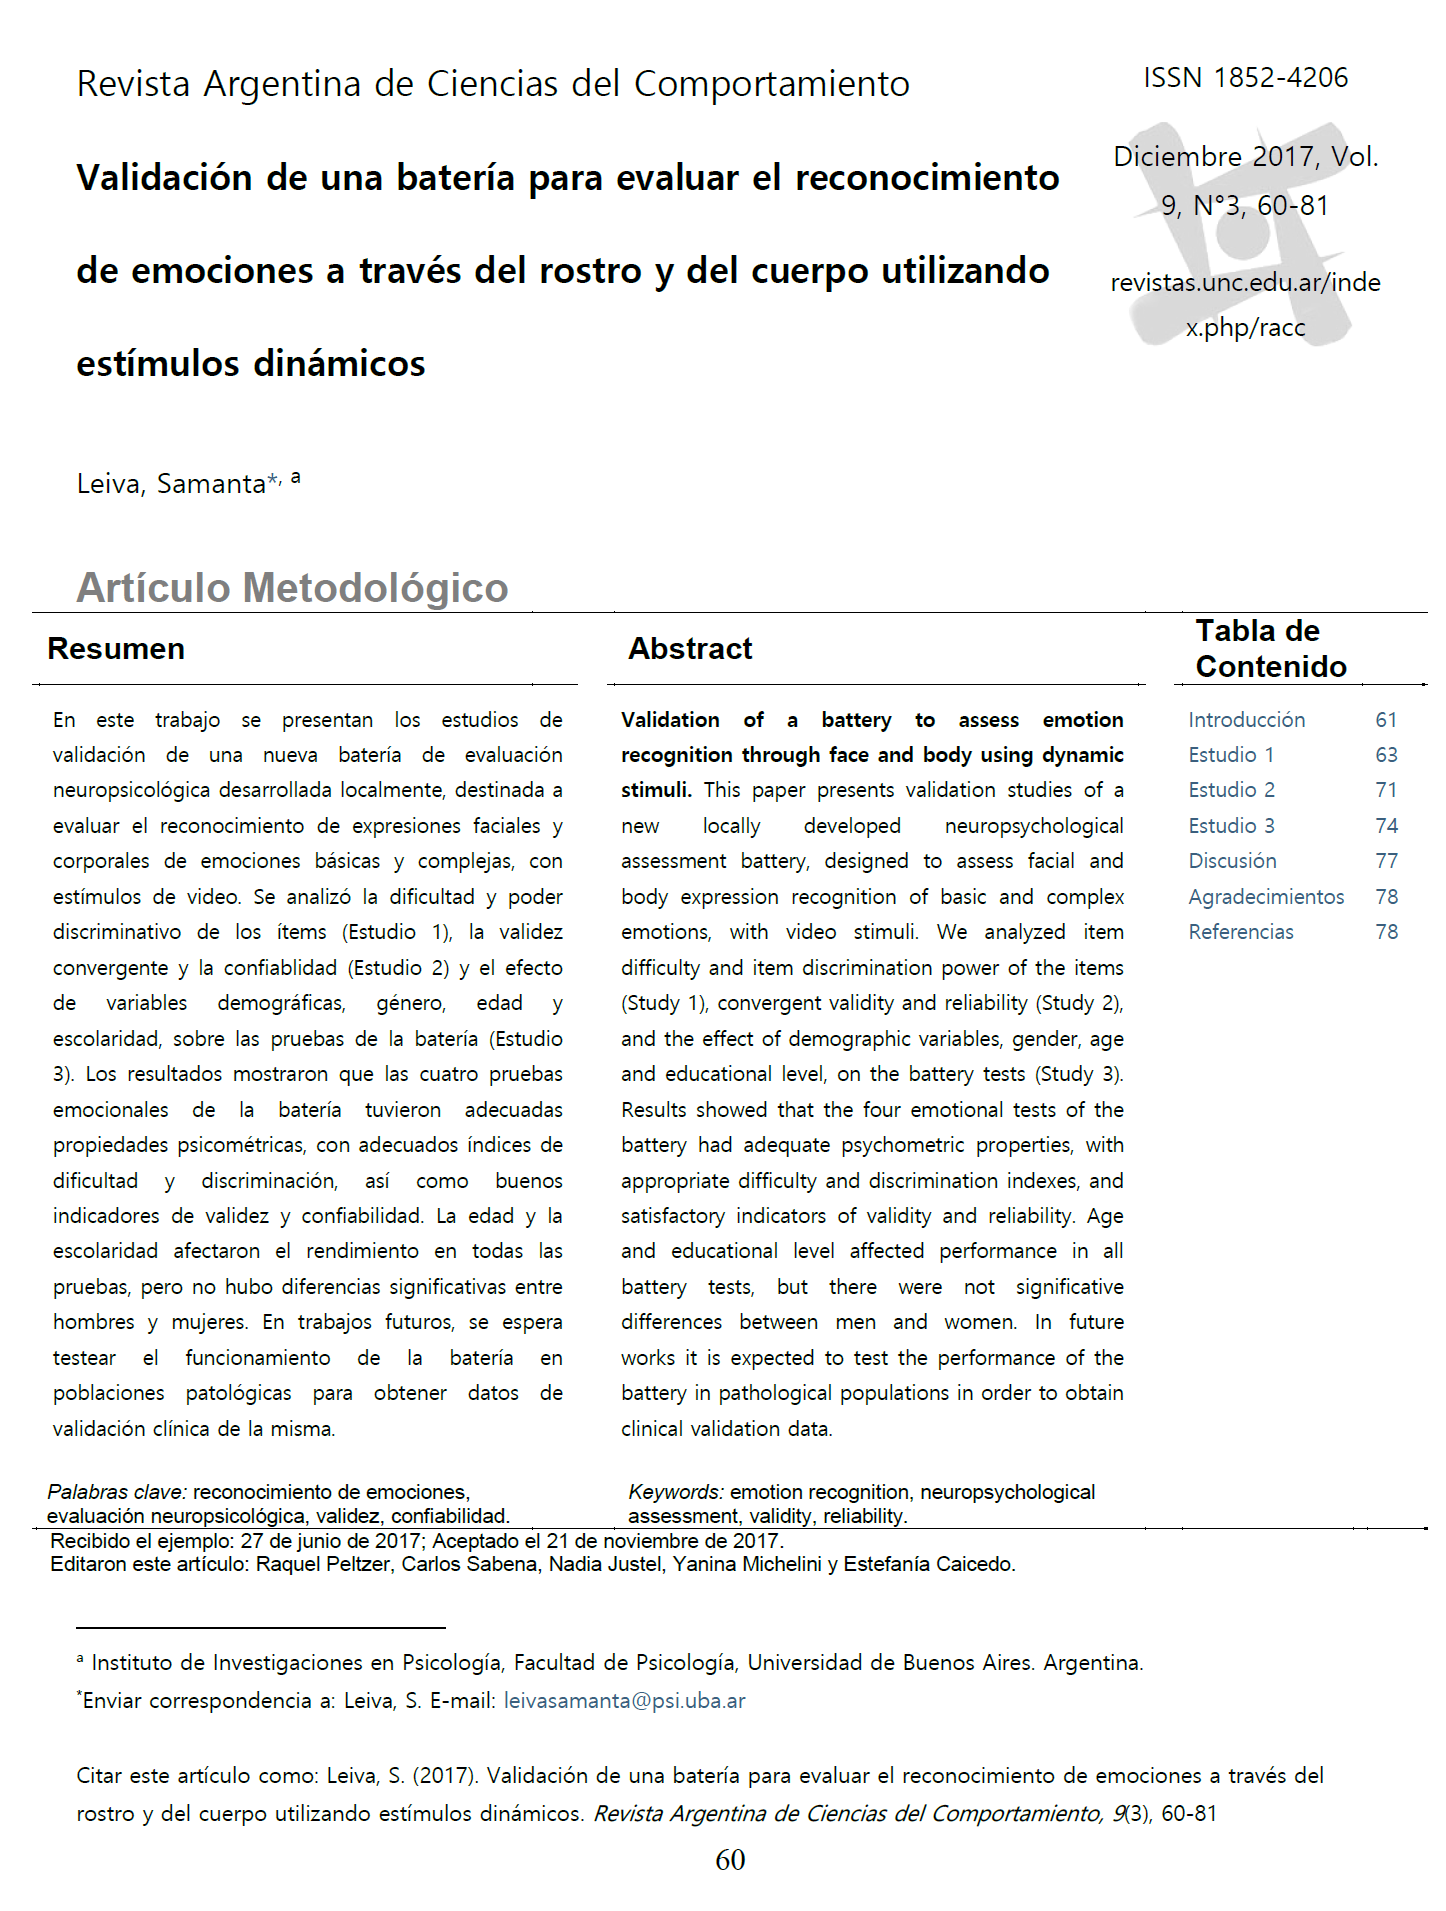 Revista Argentina de Ciencias del Comportamiento
ISSN 1852-4206
Diciembre 2017, Vol.
9, N°3, 60-81
revistas.unc.edu.ar/inde
x.php/racc
Validación de una batería para evaluar el reconocimiento
de emociones a través del rostro y del cuerpo utilizando
estímulos dinámicos
Leiva, Samanta*, a
Artículo Metodológico
Resumen
En este trabajo se presentan los estudios de
validación de una nueva batería de evaluación
neuropsicológica desarrollada localmente, destinada a
evaluar el reconocimiento de expresiones faciales y
corporales de emociones básicas y complejas, con
estímulos de video. Se analizó la dificultad y poder
discriminativo de los ítems (Estudio 1), la validez
convergente y la confiablidad (Estudio 2) y el efecto
de variables demográficas, género, edad y
escolaridad, sobre las pruebas de la batería (Estudio
3). Los resultados mostraron que las cuatro pruebas
emocionales de la batería tuvieron adecuadas
propiedades psicométricas, con adecuados índices de
dificultad y discriminación, así como buenos
indicadores de validez y confiabilidad. La edad y la
escolaridad afectaron el rendimiento en todas las
pruebas, pero no hubo diferencias significativas entre
hombres y mujeres. En trabajos futuros, se espera
testear el funcionamiento de la batería en
poblaciones patológicas para obtener datos de
validación clínica de la misma.
Palabras clave: reconocimiento de emociones,
evaluación neuropsicológica, validez, confiabilidad.
Abstract
Validation of a battery to assess emotion
recognition through face and body using dynamic
stimuli. This paper presents validation studies of a
new locally developed neuropsychological
assessment battery, designed to assess facial and
body expression recognition of basic and complex
emotions, with video stimuli. We analyzed item
difficulty and item discrimination power of the items
(Study 1), convergent validity and reliability (Study 2),
and the effect of demographic variables, gender, age
and educational level, on the battery tests (Study 3).
Results showed that the four emotional tests of the
battery had adequate psychometric properties, with
appropriate difficulty and discrimination indexes, and
satisfactory indicators of validity and reliability. Age
and educational level affected performance in all
battery tests, but there were not significative
differences between men and women. In future
works it is expected to test the performance of the
battery in pathological populations in order to obtain
clinical validation data.
Keywords: emotion recognition, neuropsychological
assessment, validity, reliability.
Tabla de
Contenido
Introducción 61
Estudio 1 63
Estudio 2 71
Estudio 3 74
Discusión 77
Agradecimientos 78
Referencias 78
Recibido el ejemplo: 27 de junio de 2017; Aceptado el 21 de noviembre de 2017.
Editaron este artículo: Raquel Peltzer, Carlos Sabena, Nadia Justel, Yanina Michelini y Estefanía Caicedo.
a Instituto de Investigaciones en Psicología, Facultad de Psicología, Universidad de Buenos Aires. Argentina.
*Enviar correspondencia a: Leiva, S. E-mail: leivasamanta@psi.uba.ar
Citar este artículo como: Leiva, S. (2017). Validación de una batería para evaluar el reconocimiento de emociones a través del
rostro y del cuerpo utilizando estímulos dinámicos. Revista Argentina de Ciencias del Comportamiento, 9(3), 60-81
60